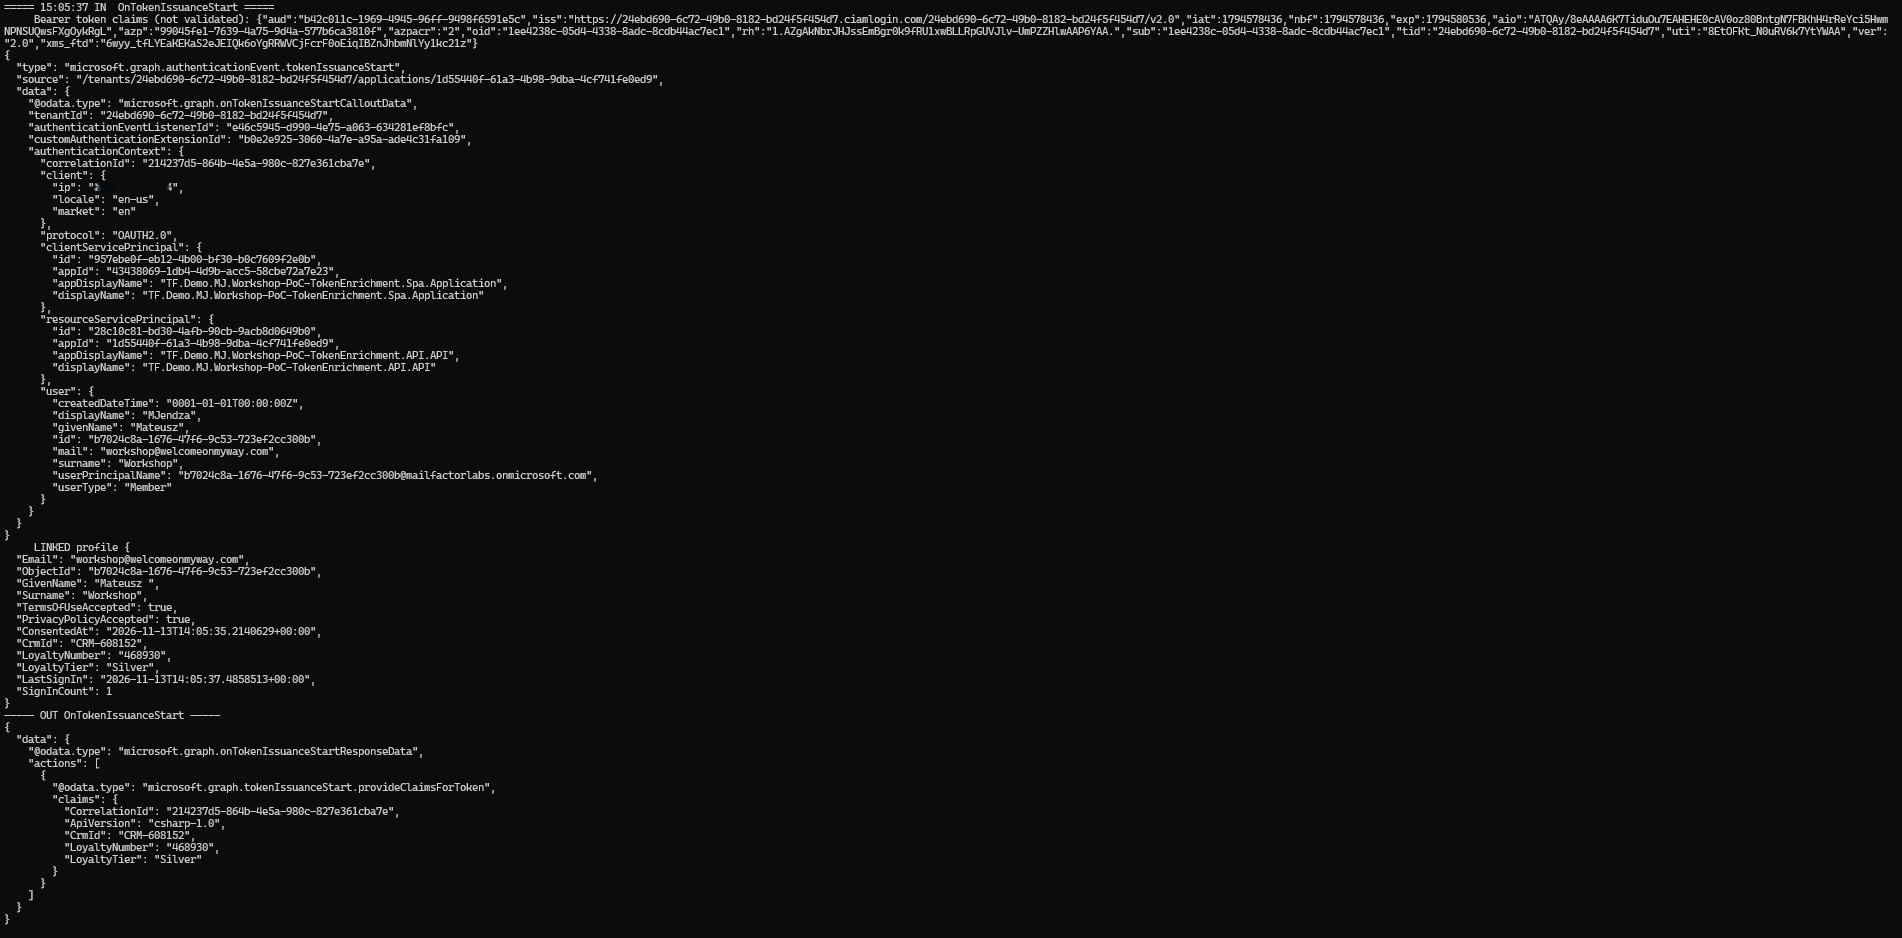 ===== 15:05:37 IN  OnTokenIssuanceStart =====
     Bearer token claims (not validated): {"aud":"b42c011c-1969-4945-96ff-9498f6591e5c","iss":"https://24ebd690-6c72-49b0-8182-bd24f5f454d7.ciamlogin.com/24ebd690-6c72-49b0-8182-bd24f5f454d7/v2.0","iat":1794578436,"nbf":1794578436,"exp":1794580536,"aio":"ATQAy/8eAAAA6K7TiduOu7EAHEHE0cAV0oz80BntgN7FBKhH4rReYci5Hwm
NPNSUQwsFXgOykRgL","azp":"99045fe1-7639-4a75-9d4a-577b6ca3810f","azpacr":"2","oid":"1ee4238c-05d4-4338-8adc-8cdb44ac7ec1","rh":"1.AZgAkNbrJHJssEmBgr0k9fRU1xwBLLRpGUVJlv-UmPZZHlwAAP6YAA.","sub":"1ee4238c-05d4-4338-8adc-8cdb44ac7ec1","tid":"24ebd690-6c72-49b0-8182-bd24f5f454d7","uti":"8EtOFKt_N0uRV6k7YtYWAA","ver":
"2.0","xms_ftd":"6wyy_tfLYEaKEKaS2eJEIQk6oYgRRWVCjFcrF0oEiqIBZnJhbmNlYy1kc21z"}
{
  "type": "microsoft.graph.authenticationEvent.tokenIssuanceStart",
  "source": "/tenants/24ebd690-6c72-49b0-8182-bd24f5f454d7/applications/1d55440f-61a3-4b98-9dba-4cf741fe0ed9",
  "data": {
    "@odata.type": "microsoft.graph.onTokenIssuanceStartCalloutData",
    "tenantId": "24ebd690-6c72-49b0-8182-bd24f5f454d7",
    "authenticationEventListenerId": "e46c5945-d990-4e75-a063-634281ef8bfc",
    "customAuthenticationExtensionId": "b0e2e925-3060-4a7e-a95a-ade4c31fa109",
    "authenticationContext": {
      "correlationId": "214237d5-864b-4e5a-980c-827e361cba7e",
      "client": {
        "ip": "          ",
        "locale": "en-us",
        "market": "en"
      },
      "protocol": "OAUTH2.0",
      "clientServicePrincipal": {
        "id": "957ebe0f-eb12-4b00-bf30-b0c7609f2e0b",
        "appId": "43438069-1db4-4d9b-acc5-58cbe72a7e23",
        "appDisplayName": "TF.Demo.MJ.Workshop-PoC-TokenEnrichment.Spa.Application",
        "displayName": "TF.Demo.MJ.Workshop-PoC-TokenEnrichment.Spa.Application"
      },
      "resourceServicePrincipal": {
        "id": "28c10c81-bd30-4afb-90cb-9acb8d0649b0",
        "appId": "1d55440f-61a3-4b98-9dba-4cf741fe0ed9",
        "appDisplayName": "TF.Demo.MJ.Workshop-PoC-TokenEnrichment.API.API",
        "displayName": "TF.Demo.MJ.Workshop-PoC-TokenEnrichment.API.API"
      },
      "user": {
        "createdDateTime": "0001-01-01T00:00:00Z",
        "displayName": "MJendza",
        "givenName": "Mateusz",
        "id": "b7024c8a-1676-47f6-9c53-723ef2cc300b",
        "mail": "workshop@welcomeonmyway.com",
        "surname": "Workshop",
        "userPrincipalName": "b7024c8a-1676-47f6-9c53-723ef2cc300b@mailfactorlabs.onmicrosoft.com",
        "userType": "Member"
      }
    }
  }
}
     LINKED profile {
  "Email": "workshop@welcomeonmyway.com",
  "ObjectId": "b7024c8a-1676-47f6-9c53-723ef2cc300b",
  "GivenName": "Mateusz ",
  "Surname": "Workshop",
  "TermsOfUseAccepted": true,
  "PrivacyPolicyAccepted": true,
  "ConsentedAt": "2026-11-13T14:05:35.2140629+00:00",
  "CrmId": "CRM-608152",
  "LoyaltyNumber": "468930",
  "LoyaltyTier": "Silver",
  "LastSignIn": "2026-11-13T14:05:37.4858513+00:00",
  "SignInCount": 1
}
----- OUT OnTokenIssuanceStart -----
{
  "data": {
    "@odata.type": "microsoft.graph.onTokenIssuanceStartResponseData",
    "actions": [
      {
        "@odata.type": "microsoft.graph.tokenIssuanceStart.provideClaimsForToken",
        "claims": {
          "CorrelationId": "214237d5-864b-4e5a-980c-827e361cba7e",
          "ApiVersion": "csharp-1.0",
          "CrmId": "CRM-608152",
          "LoyaltyNumber": "468930",
          "LoyaltyTier": "Silver"
        }
      }
    ]
  }
}